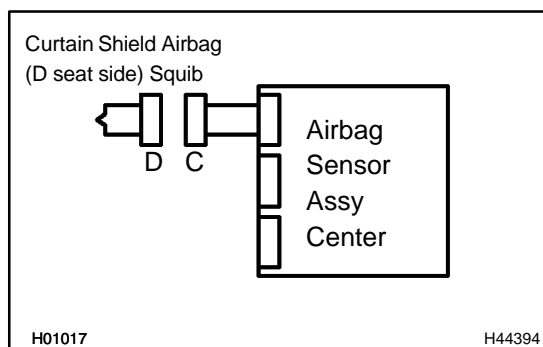 Curtain Shield Airbag
(D seat side) Squib
D C
Airbag
Sensor
Assy
Center
H01017
H44394